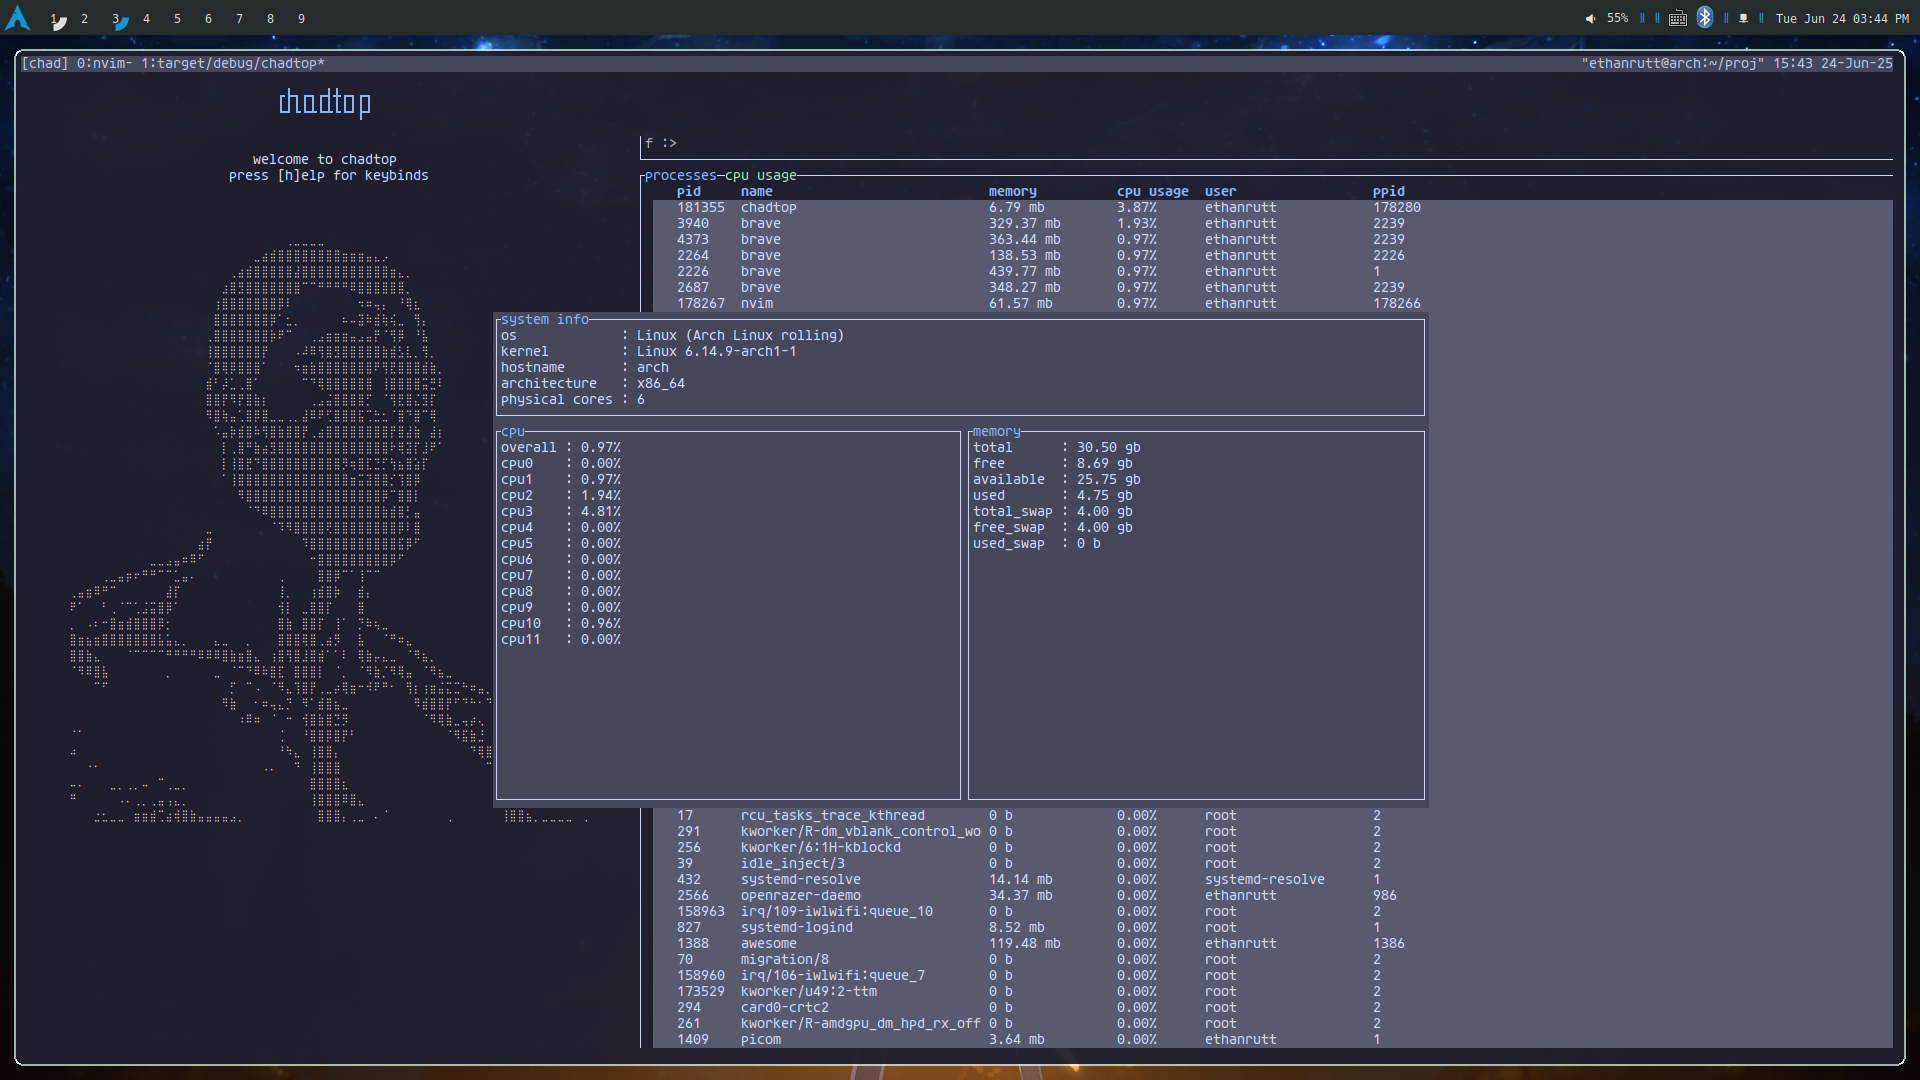 1 2 3 4 5 6 7 8 9
55% Tue Jun 24 03:44 PM
[chad] 0:nvim- 1:target/debug/chadtop* "ethanrutt@arch:~/proj" 15:43 24-Jun-25
chadtop
welcome to chadtop
press [h]elp for keybinds
f :>
processes cpu usage
pid name memory cpu usage user ppid
181355 chadtop 6.79 mb 3.87% ethanrutt 178280
3940 brave 329.37 mb 1.93% ethanrutt 2239
4373 brave 363.44 mb 0.97% ethanrutt 2239
2264 brave 138.53 mb 0.97% ethanrutt 2226
2226 brave 439.77 mb 0.97% ethanrutt 1
2687 brave 348.27 mb 0.97% ethanrutt 2239
178267 nvim 61.57 mb 0.97% ethanrutt 178266
system info
os : Linux (Arch Linux rolling)
kernel : Linux 6.14.9-arch1-1
hostname : arch
architecture : x86_64
physical cores : 6
cpu
overall : 0.97%
cpu0 : 0.00%
cpu1 : 0.97%
cpu2 : 1.94%
cpu3 : 4.81%
cpu4 : 0.00%
cpu5 : 0.00%
cpu6 : 0.00%
cpu7 : 0.00%
cpu8 : 0.00%
cpu9 : 0.00%
cpu10 : 0.96%
cpu11 : 0.00%
memory
total : 30.50 gb
free : 8.69 gb
available : 25.75 gb
used : 4.75 gb
total_swap : 4.00 gb
free_swap : 4.00 gb
used_swap : 0 b
17 rcu_tasks_trace_kthread 0 b 0.00% root 2
291 kworker/R-dm_vblank_control_wo 0 b 0.00% root 2
256 kworker/6:1H-kblockd 0 b 0.00% root 2
39 idle_inject/3 0 b 0.00% root 2
432 systemd-resolve 14.14 mb 0.00% systemd-resolve 1
2566 openrazer-daemo 34.37 mb 0.00% ethanrutt 986
158963 irq/109-iwlwifi:queue_10 0 b 0.00% root 2
827 systemd-logind 8.52 mb 0.00% root 1
1388 awesome 119.48 mb 0.00% ethanrutt 1386
70 migration/8 0 b 0.00% root 2
158960 irq/106-iwlwifi:queue_7 0 b 0.00% root 2
173529 kworker/u49:2-ttm 0 b 0.00% root 2
294 card0-crtc2 0 b 0.00% root 2
261 kworker/R-amdgpu_dm_hpd_rx_off 0 b 0.00% root 2
1409 picom 3.64 mb 0.00% ethanrutt 1